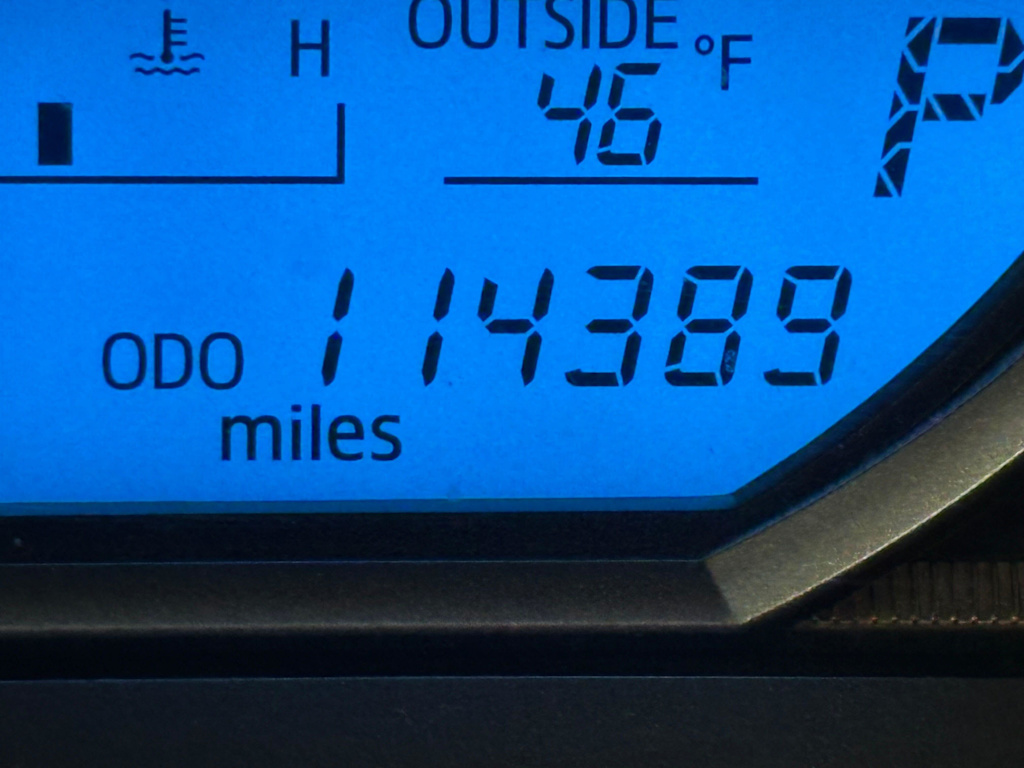 H
OUTSIDE
46 °F
P
ODO 114389
miles